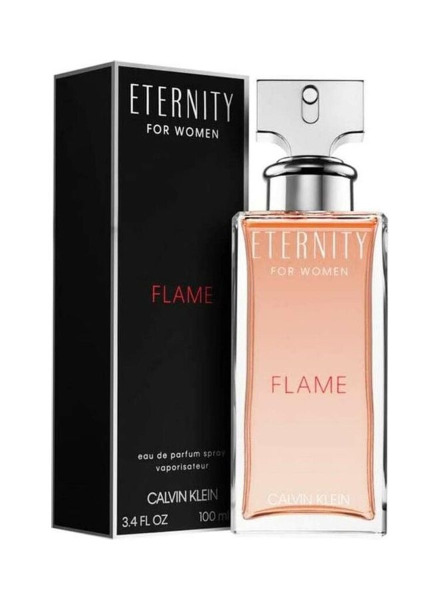 ETERNITY
FOR WOMEN
FLAME
eau de parfum spray
vaporisateur
CALVIN KLEIN
3.4 FL OZ 100 ml
ETERNITY
FOR WOMEN
FLAME
CALVIN KLEIN